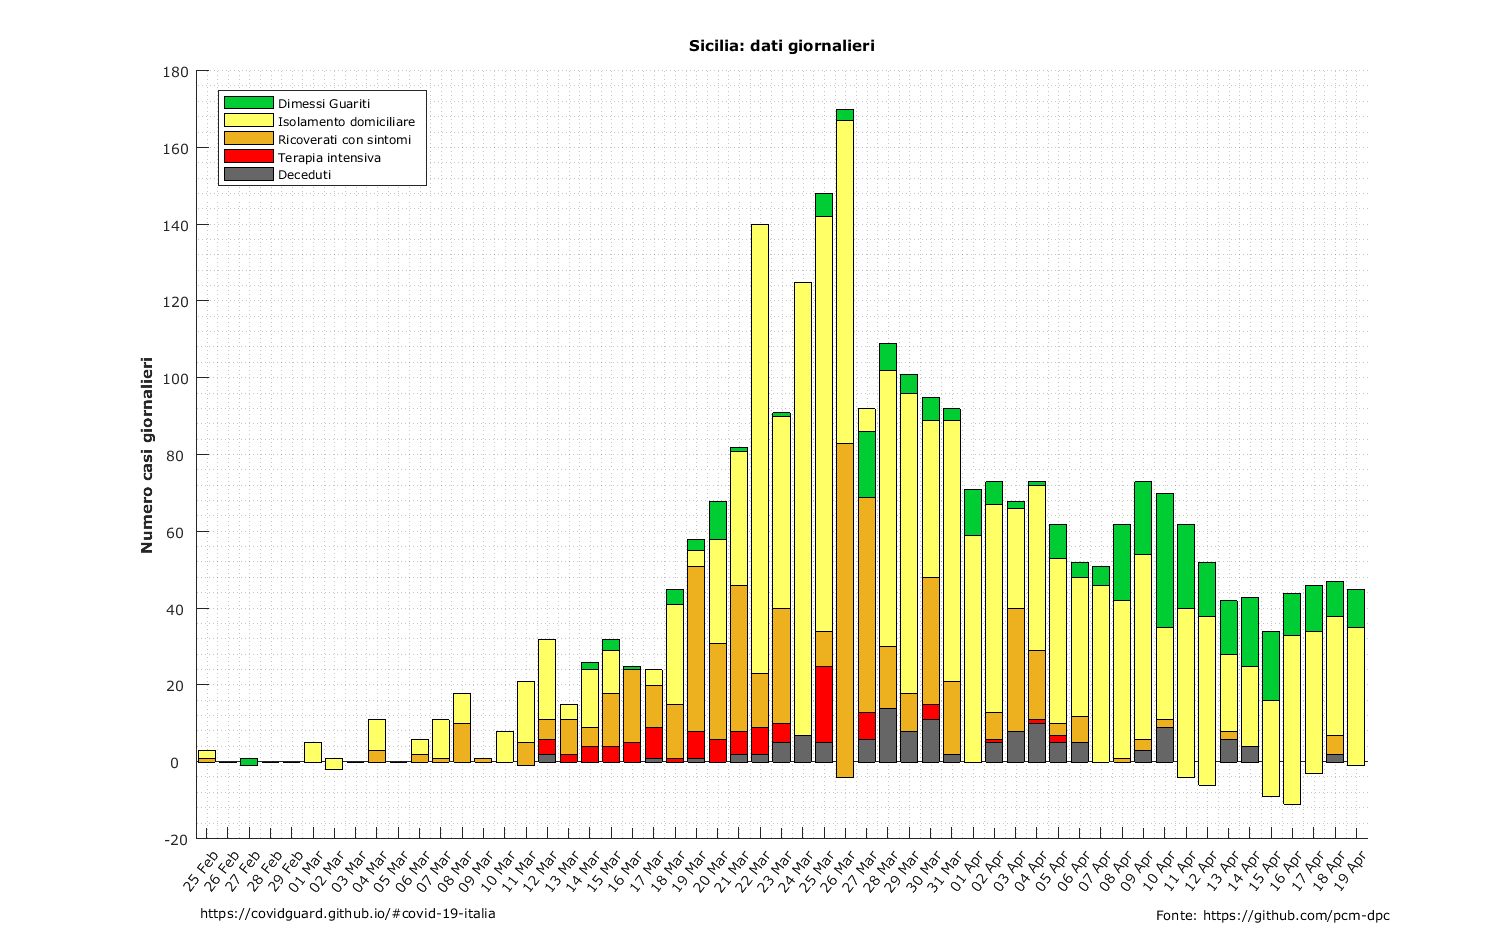 Sicilia: dati giornalieri
180
160
140
120
100
80
60
40
20
0
-20
Numero casi giornalieri
Dimessi Guariti
Isolamento domiciliare
Ricoverati con sintomi
Terapia intensiva
Deceduti
25 Feb
26 Feb
27 Feb
28 Feb
29 Feb
01 Mar
02 Mar
03 Mar
04 Mar
05 Mar
06 Mar
07 Mar
08 Mar
09 Mar
10 Mar
11 Mar
12 Mar
13 Mar
14 Mar
15 Mar
16 Mar
17 Mar
18 Mar
19 Mar
20 Mar
21 Mar
22 Mar
23 Mar
24 Mar
25 Mar
26 Mar
27 Mar
28 Mar
29 Mar
30 Mar
31 Mar
01 Apr
02 Apr
03 Apr
04 Apr
05 Apr
06 Apr
07 Apr
08 Apr
09 Apr
10 Apr
11 Apr
12 Apr
13 Apr
14 Apr
15 Apr
16 Apr
17 Apr
18 Apr
19 Apr
https://covidguard.github.io/#covid-19-italia
Fonte: https://github.com/pcm-dpc